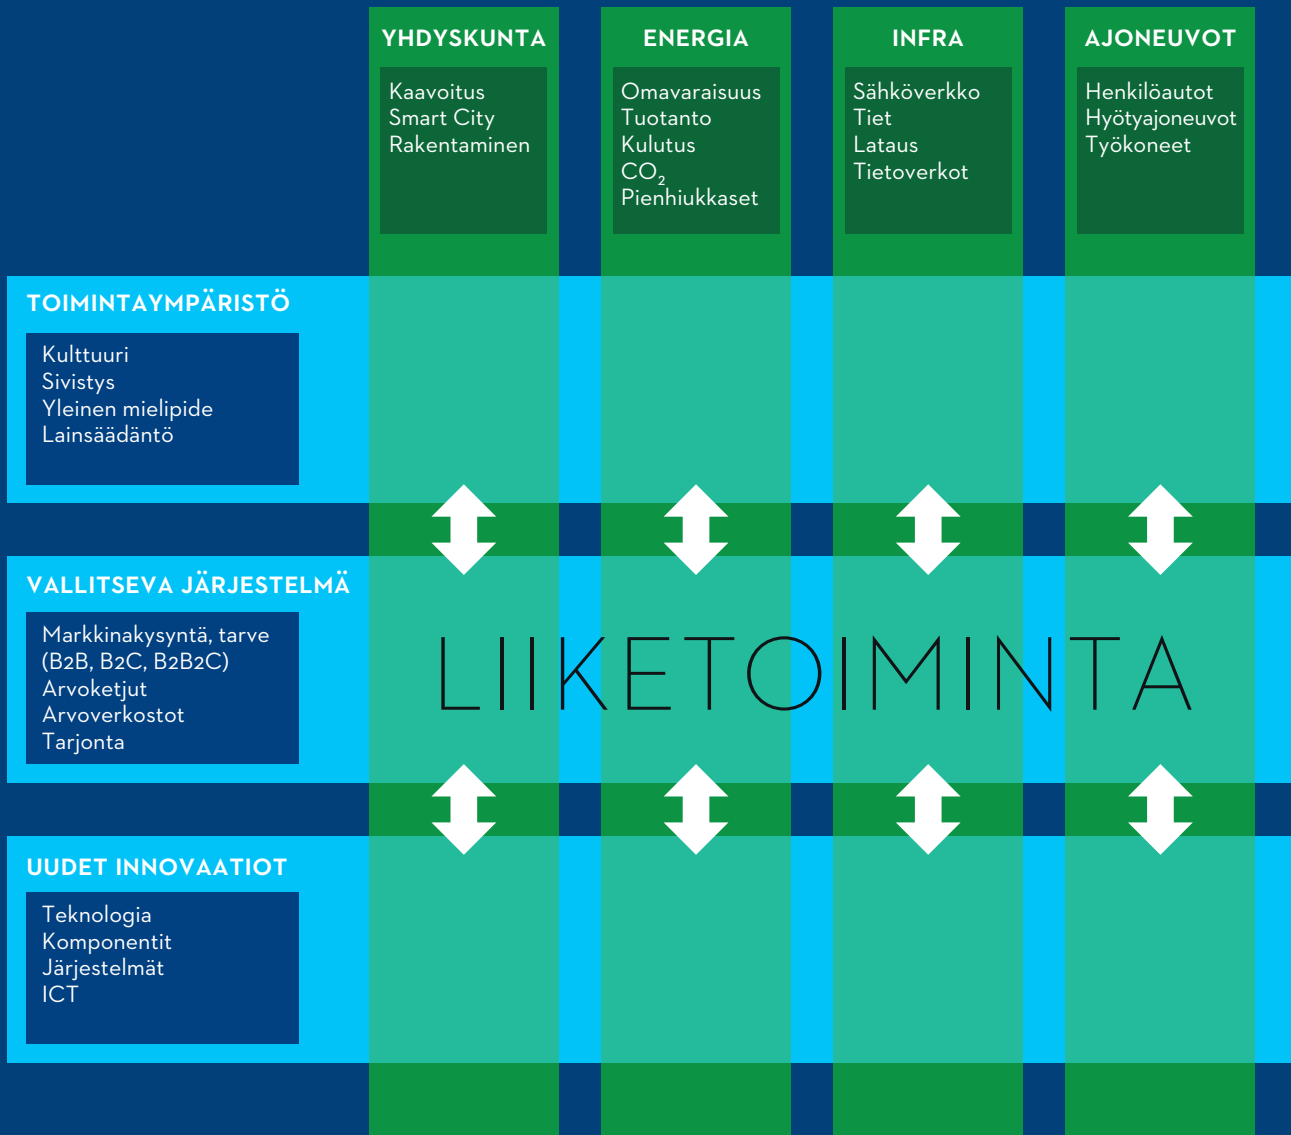 YHDYSKUNTA
Kaavoitus
Smart City
Rakentaminen
ENERGIA
Omavaraisuus
Tuotanto
Kulutus
CO₂
Pienhiukkaset
INFRA
Sähköverkko
Tiet
Lataus
Tietoverkot
AJONEUVOT
Henkilöautot
Hyötyajoneuvot
Työkoneet
TOIMINTAYMPÄRISTÖ
Kulttuuri
Sivistys
Yleinen mielipide
Lainsäädäntö
VALLITSEVA JÄRJESTELMÄ
Markkinakysyntä, tarve
(B2B, B2C, B2B2C)
Arvoketjut
Arvoverkostot
Tarjonta
LIIKETOIMINTA
UUDET INNOVAATIOT
Teknologia
Komponentit
Järjestelmät
ICT